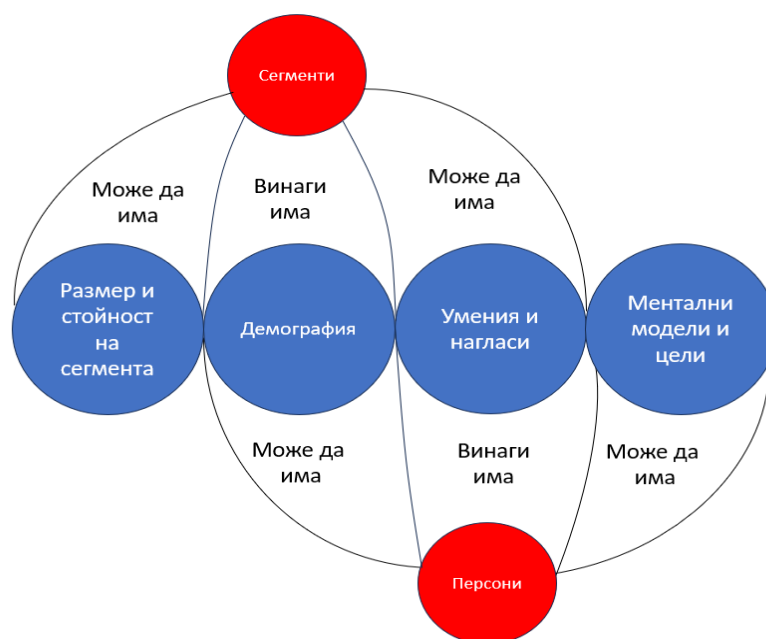 Сегменти
Може да
има
Винаги
има
Може да
има
Размер и
стойност
на
сегмента
Демография
Умения и
нагласи
Ментални
модели и
цели
Може да
има
Винаги
има
Може да
има
Персони